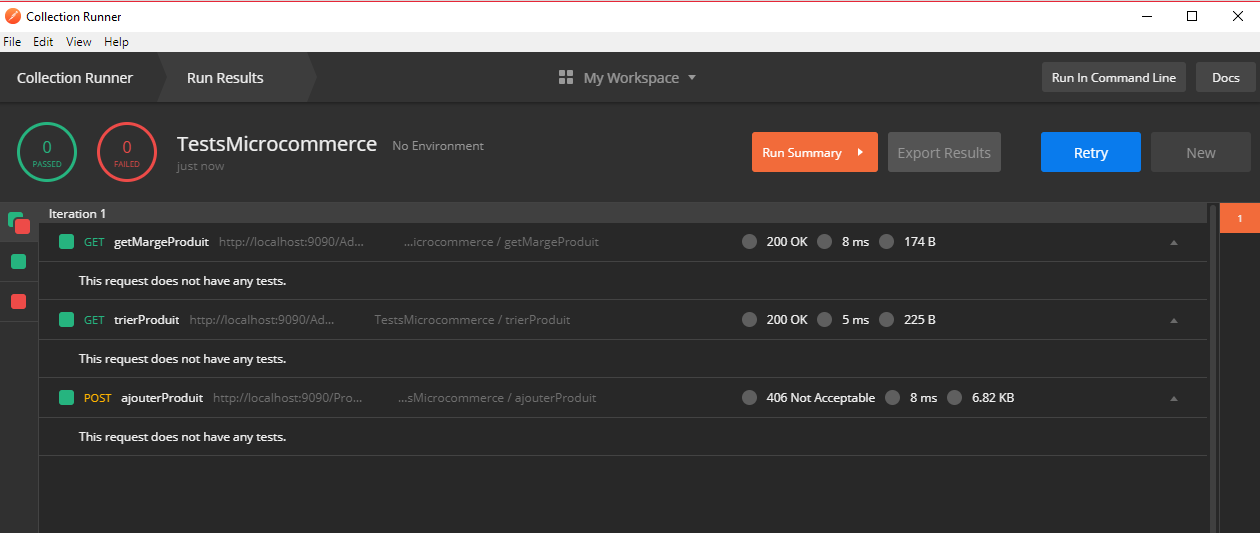 Collection Runner
File Edit View Help
Collection Runner Run Results My Workspace Run In Command Line Docs
0 PASSED 0 FAILED TestsMicrocommerce No Environment just now Run Summary Export Results Retry New
Iteration 1 1
GET getMargeProduit http://localhost:9090/Ad... ...icrocommerce / getMargeProduit 200 OK 8 ms 174 B
This request does not have any tests.
GET trierProduit http://localhost:9090/Ad... TestsMicrocommerce / trierProduit 200 OK 5 ms 225 B
This request does not have any tests.
POST ajouterProduit http://localhost:9090/Pro... ...sMicrocommerce / ajouterProduit 406 Not Acceptable 8 ms 6.82 KB
This request does not have any tests.